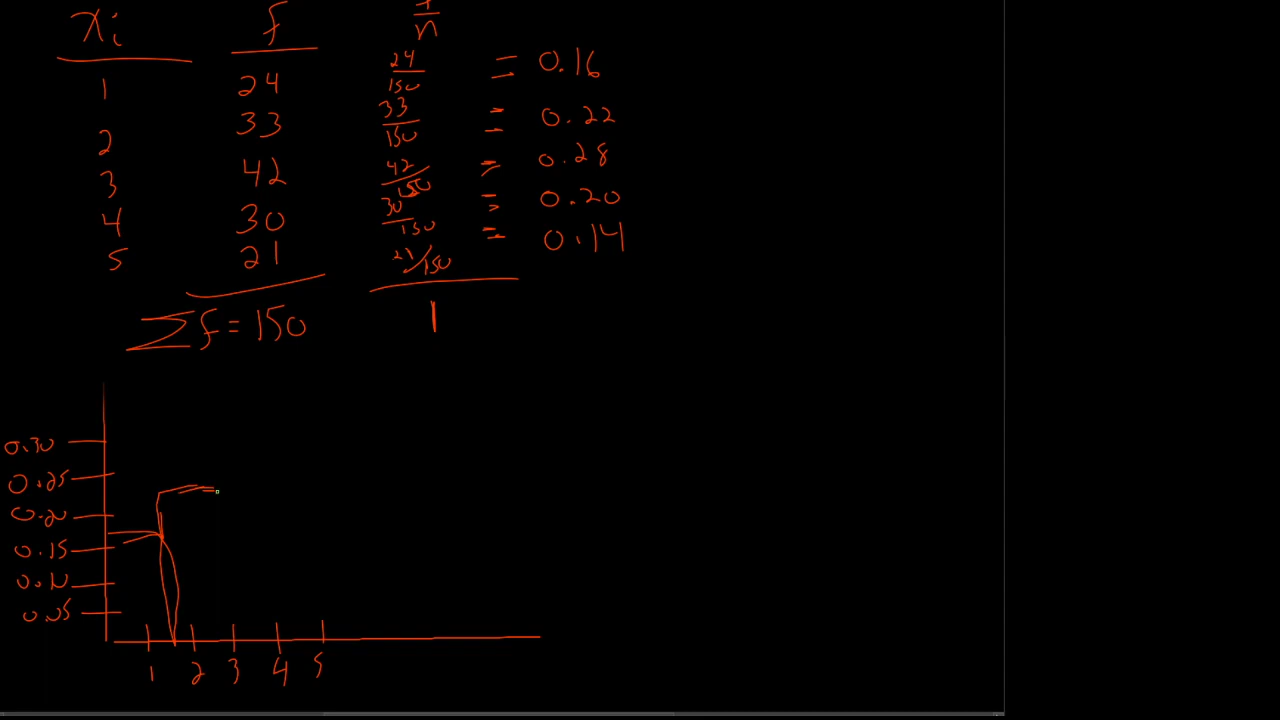 xi f f/n
1 24 24/150 = 0.16
2 33 33/150 = 0.22
3 42 42/150 = 0.28
4 30 30/150 = 0.20
5 21 21/150 = 0.14
Σf = 150 1
0.30
0.25
0.20
0.15
0.10
0.05
1 2 3 4 5